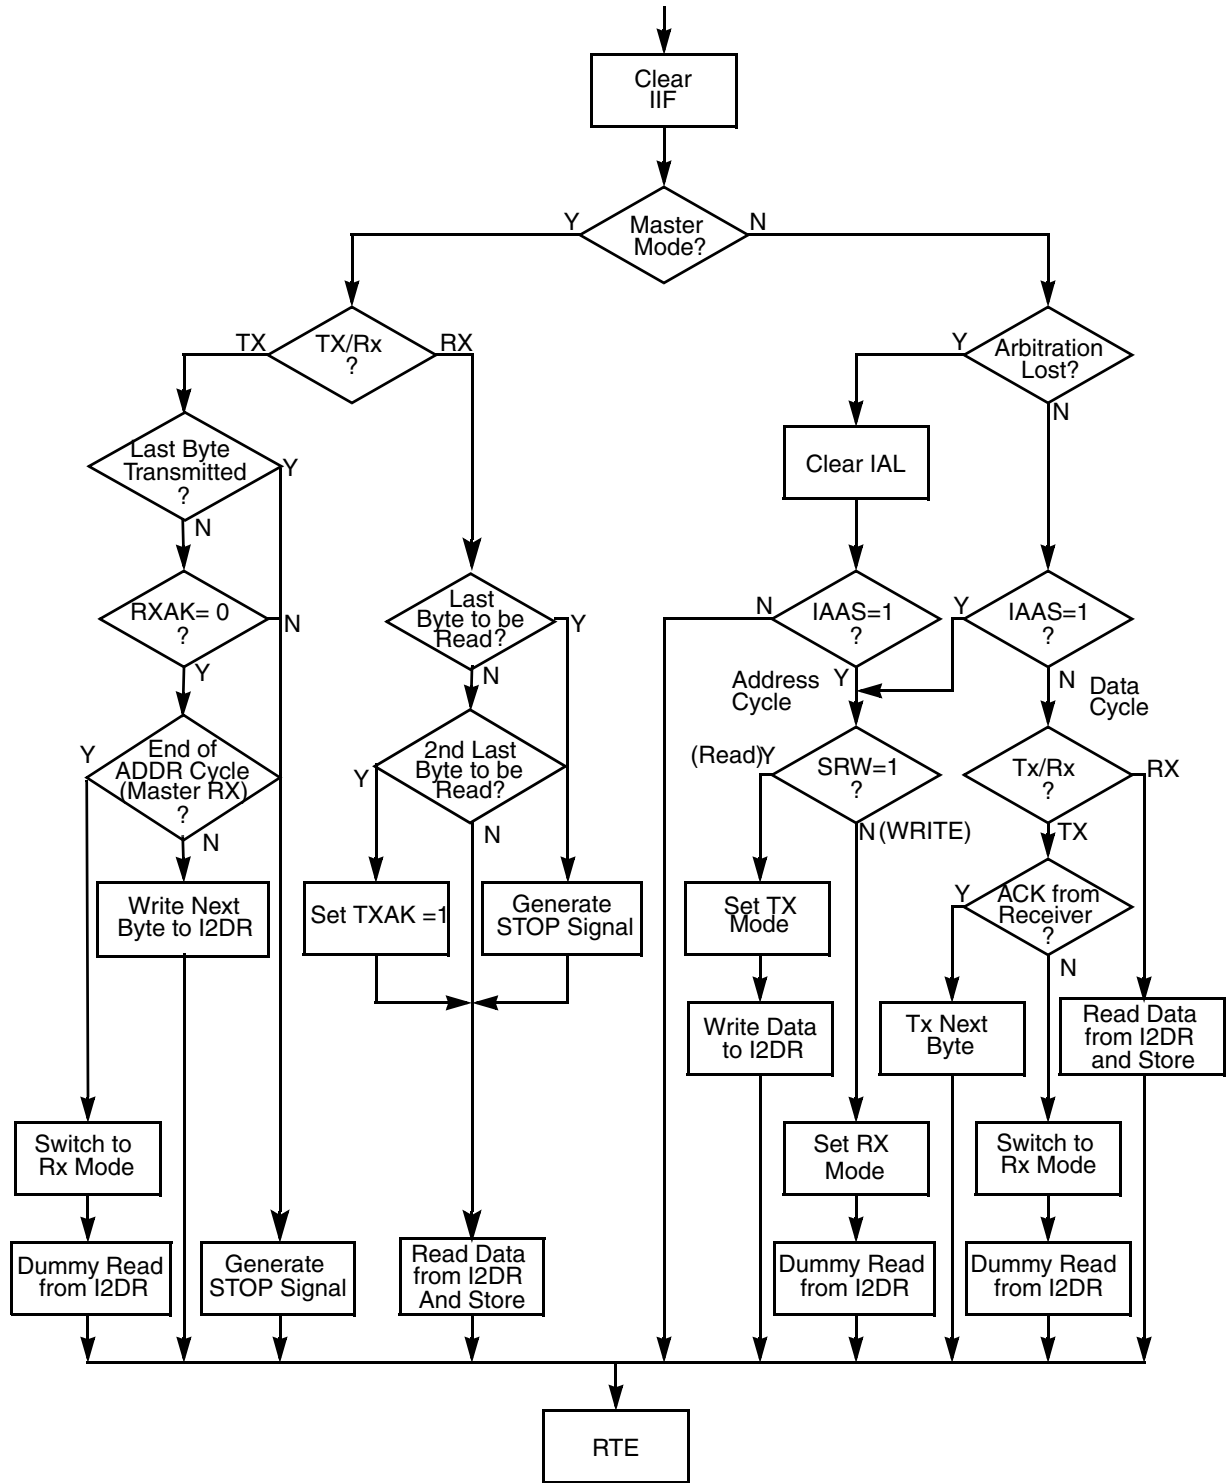 Clear
IIF
Master
Mode?
Y
N
TX/Rx
?
TX
RX
Arbitration
Lost?
Y
N
Last Byte
Transmitted
?
Y
N
Clear IAL
RXAK= 0
?
N
Y
Last
Byte to be
Read?
Y
N
IAAS=1
?
N
Y
IAAS=1
?
Y
N
Address
Cycle
Data
Cycle
End of
ADDR Cycle
(Master RX)
?
Y
N
2nd Last
Byte to be
Read?
Y
N
SRW=1
?
(Read)Y
N (WRITE)
Tx/Rx
?
RX
TX
Write Next
Byte to I2DR
Set TXAK =1
Generate
STOP Signal
Set TX
Mode
ACK from
Receiver
?
Y
N
Write Data
to I2DR
Tx Next
Byte
Read Data
from I2DR
and Store
Switch to
Rx Mode
Set RX
Mode
Switch to
Rx Mode
Dummy Read
from I2DR
Generate
STOP Signal
Read Data
from I2DR
And Store
Dummy Read
from I2DR
Dummy Read
from I2DR
RTE